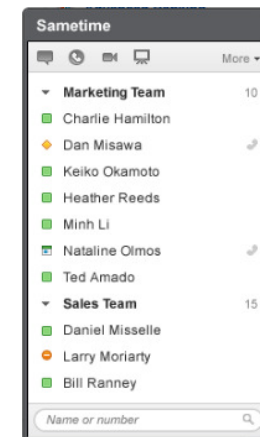 Sametime
More
Marketing Team 10
Charlie Hamilton
Dan Misawa
Keiko Okamoto
Heather Reeds
Minh Li
Nataline Olmos
Ted Amado
Sales Team 15
Daniel Misselle
Larry Moriarty
Bill Ranney
Name or number